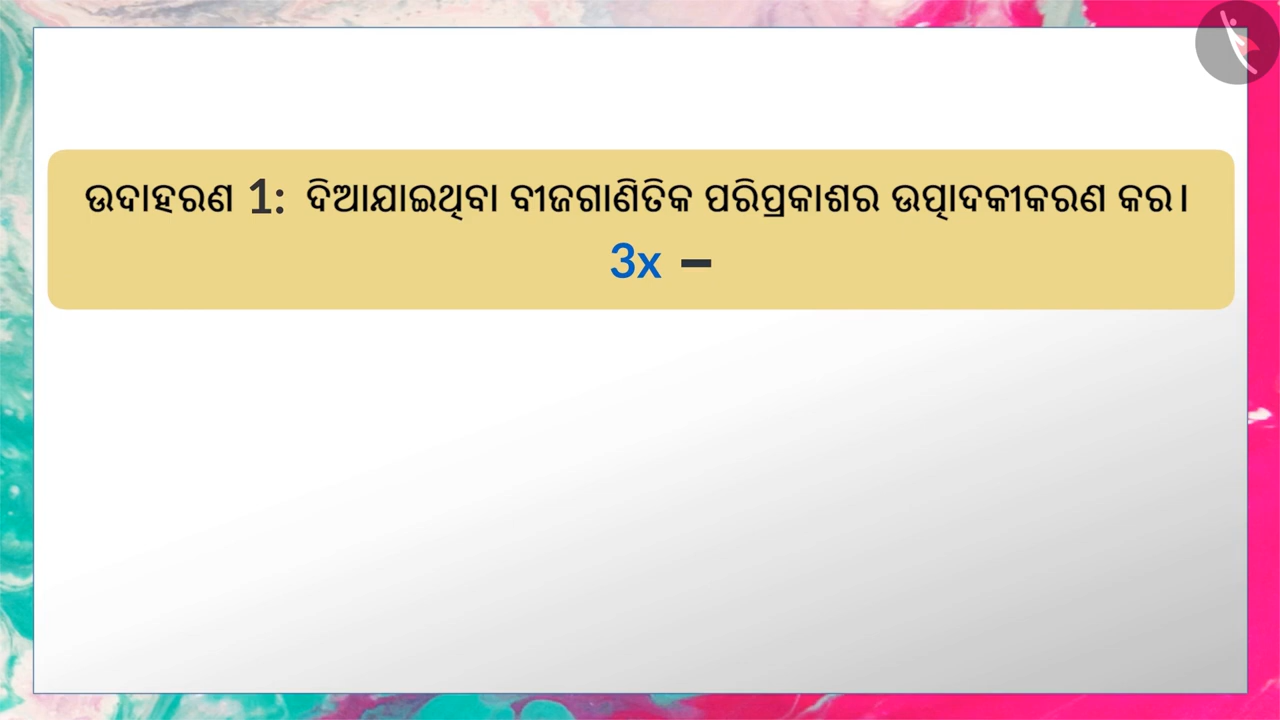 ଉଦାହରଣ 1: ଦିଆଯାଇଥିବା ବୀଜଗାଣିତିକ ପରିପ୍ରକାଶର ଉତ୍ପାଦକୀକରଣ କର।
3x −